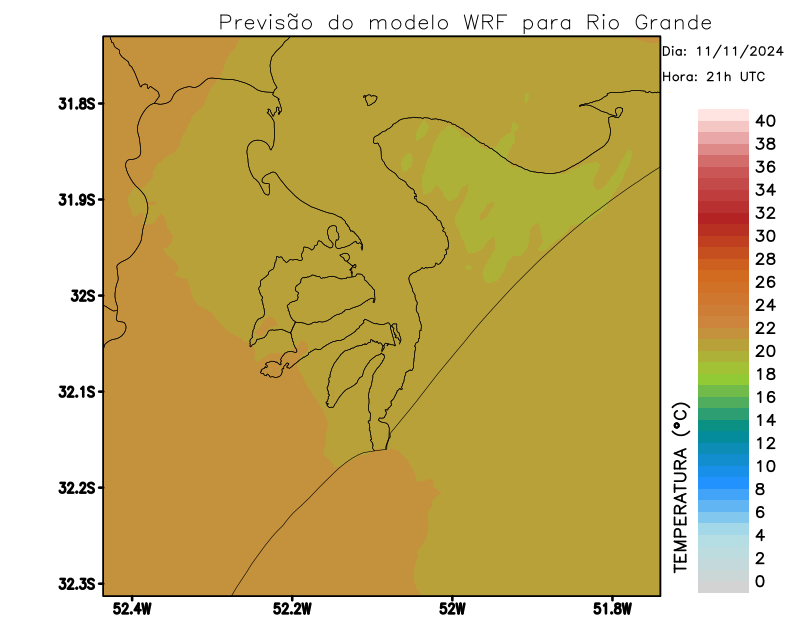 Previsão do modelo WRF para Rio Grande
Dia: 11/11/2024
Hora: 21h UTC
31.8S
31.9S
32S
32.1S
32.2S
32.3S
52.4W
52.2W
52W
51.8W
TEMPERATURA (ºC)
40
38
36
34
32
30
28
26
24
22
20
18
16
14
12
10
8
6
4
2
0